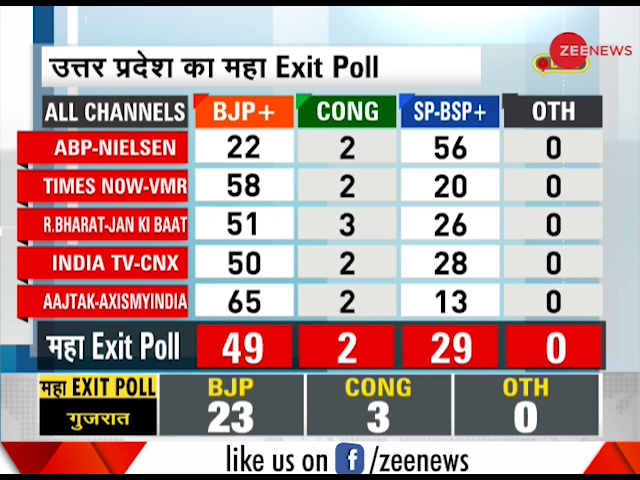 ZEENEWS
उत्तर प्रदेश का महा Exit Poll
ALL CHANNELS BJP+ CONG SP-BSP+ OTH
ABP-NIELSEN 22 2 56 0
TIMES NOW-VMR 58 2 20 0
R.BHARAT-JAN KI BAAT 51 3 26 0
INDIA TV-CNX 50 2 28 0
AAJTAK-AXISMYINDIA 65 2 13 0
महा Exit Poll 49 2 29 0
महा EXIT POLL BJP CONG OTH
गुजरात 23 3 0
like us on f/zeenews